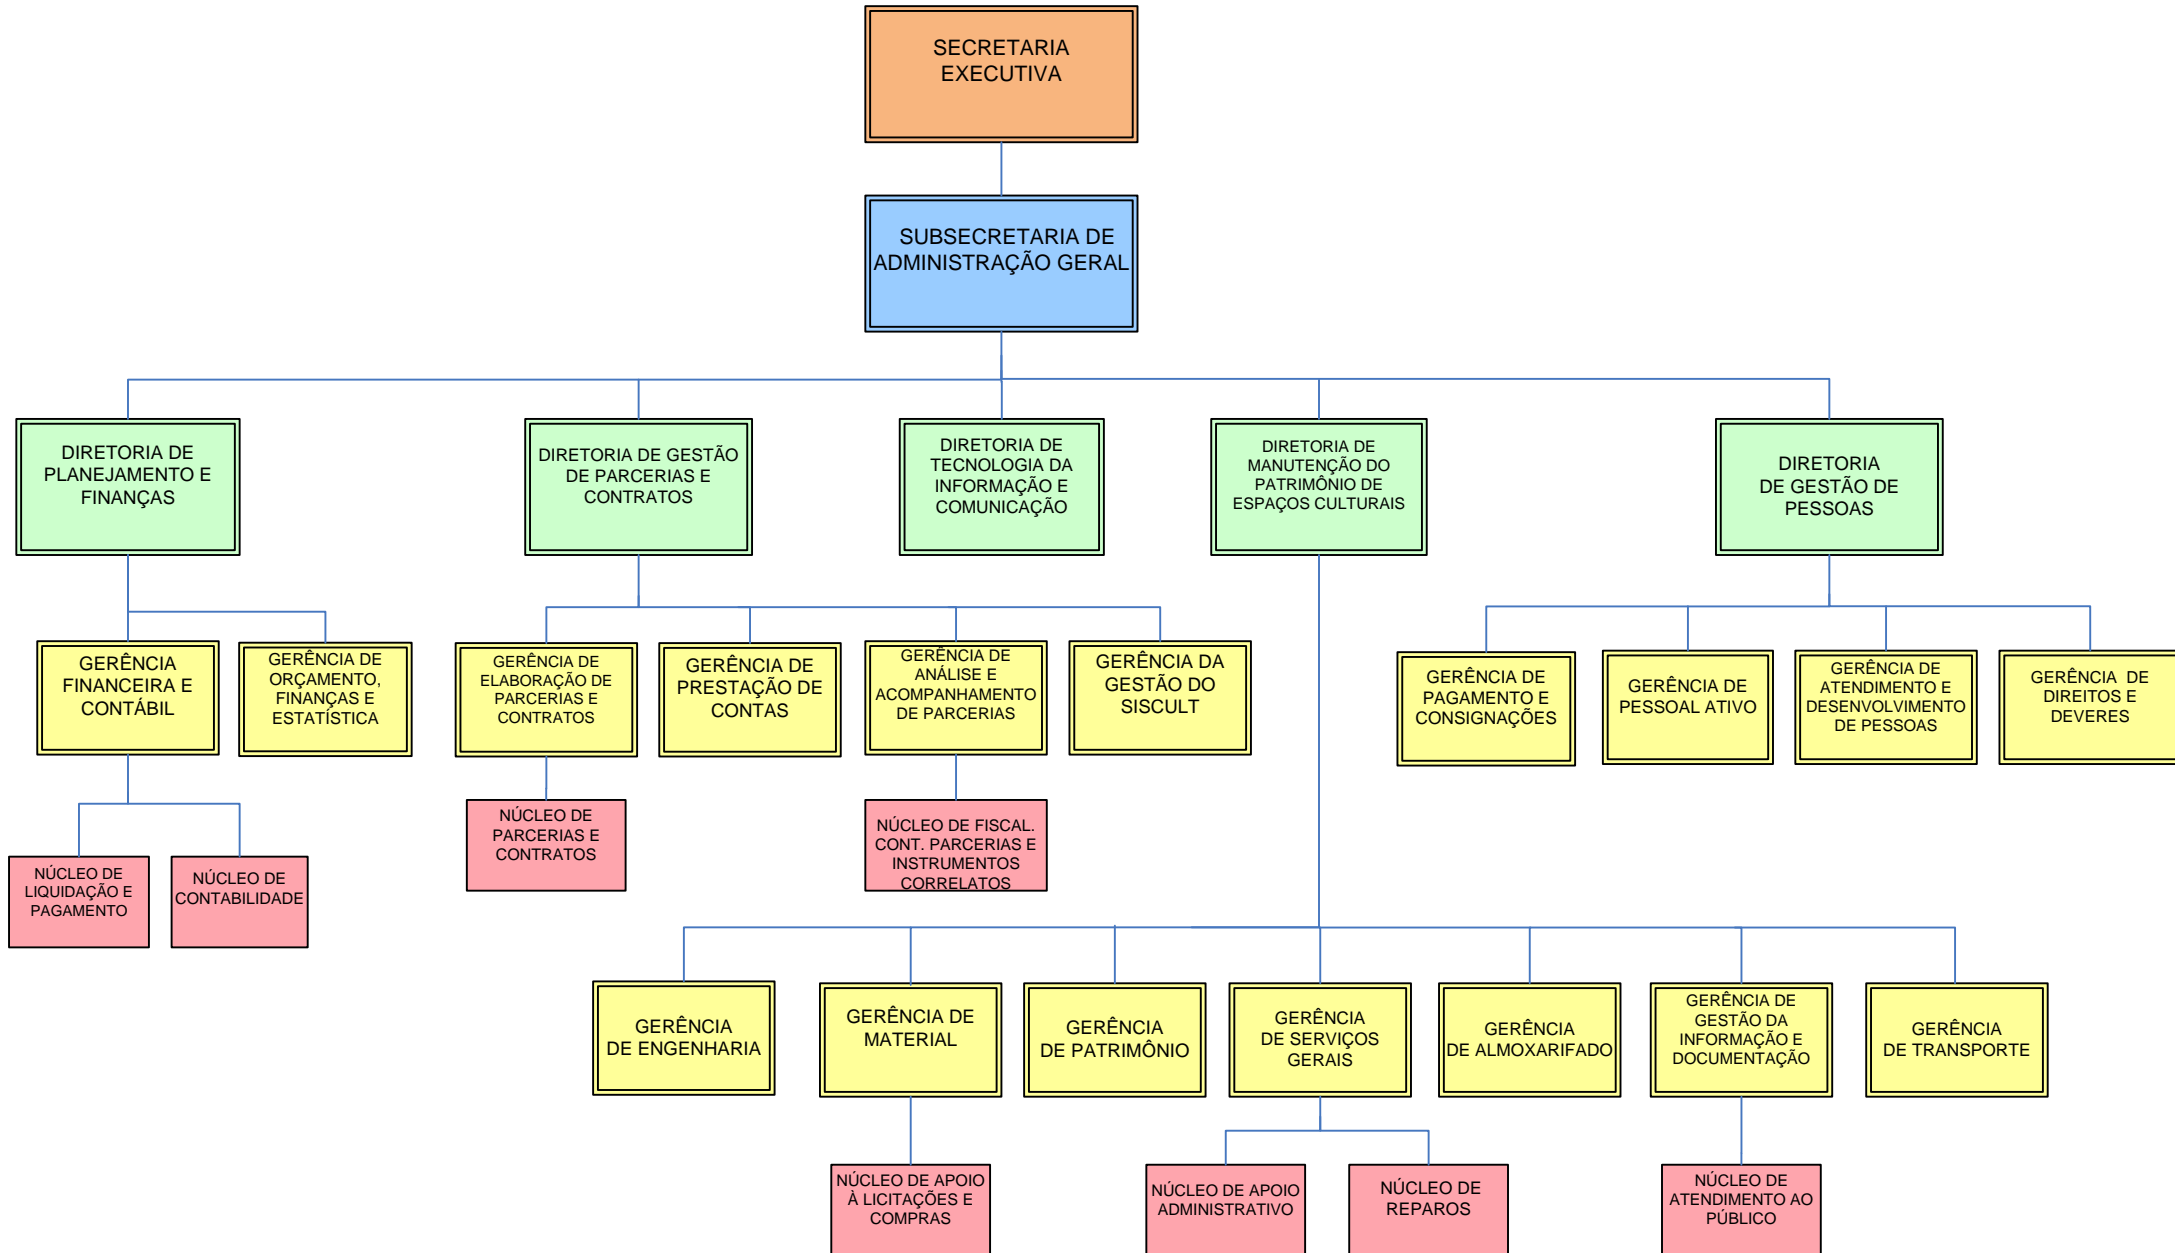 SECRETARIA
EXECUTIVA
SUBSECRETARIA DE
ADMINISTRAÇÃO GERAL
DIRETORIA DE
PLANEJAMENTO E
FINANÇAS
DIRETORIA DE GESTÃO
DE PARCERIAS E
CONTRATOS
DIRETORIA DE
TECNOLOGIA DA
INFORMAÇÃO E
COMUNICAÇÃO
DIRETORIA DE
MANUTENÇÃO DO
PATRIMÔNIO DE
ESPAÇOS CULTURAIS
DIRETORIA
DE GESTÃO DE
PESSOAS
GERÊNCIA
FINANCEIRA E
CONTÁBIL
GERÊNCIA DE
ORÇAMENTO,
FINANÇAS E
ESTATÍSTICA
GERÊNCIA DE
ELABORAÇÃO DE
PARCERIAS E
CONTRATOS
GERÊNCIA DE
PRESTAÇÃO DE
CONTAS
GERÊNCIA DE
ANÁLISE E
ACOMPANHAMENTO
DE PARCERIAS
GERÊNCIA DA
GESTÃO DO
SISCULT
GERÊNCIA DE
PAGAMENTO E
CONSIGNAÇÕES
GERÊNCIA DE
PESSOAL ATIVO
GERÊNCIA DE
ATENDIMENTO E
DESENVOLVIMENTO
DE PESSOAS
GERÊNCIA DE
DIREITOS E
DEVERES
NÚCLEO DE
LIQUIDAÇÃO E
PAGAMENTO
NÚCLEO DE
CONTABILIDADE
NÚCLEO DE
PARCERIAS E
CONTRATOS
NÚCLEO DE FISCAL.
CONT. PARCERIAS E
INSTRUMENTOS
CORRELATOS
GERÊNCIA
DE ENGENHARIA
GERÊNCIA DE
MATERIAL
GERÊNCIA
DE PATRIMÔNIO
GERÊNCIA
DE SERVIÇOS
GERAIS
GERÊNCIA
DE ALMOXARIFADO
GERÊNCIA DE
GESTÃO DA
INFORMAÇÃO E
DOCUMENTAÇÃO
GERÊNCIA
DE TRANSPORTE
NÚCLEO DE APOIO
À LICITAÇÕES E
COMPRAS
NÚCLEO DE APOIO
ADMINISTRATIVO
NÚCLEO DE
REPAROS
NÚCLEO DE
ATENDIMENTO AO
PÚBLICO